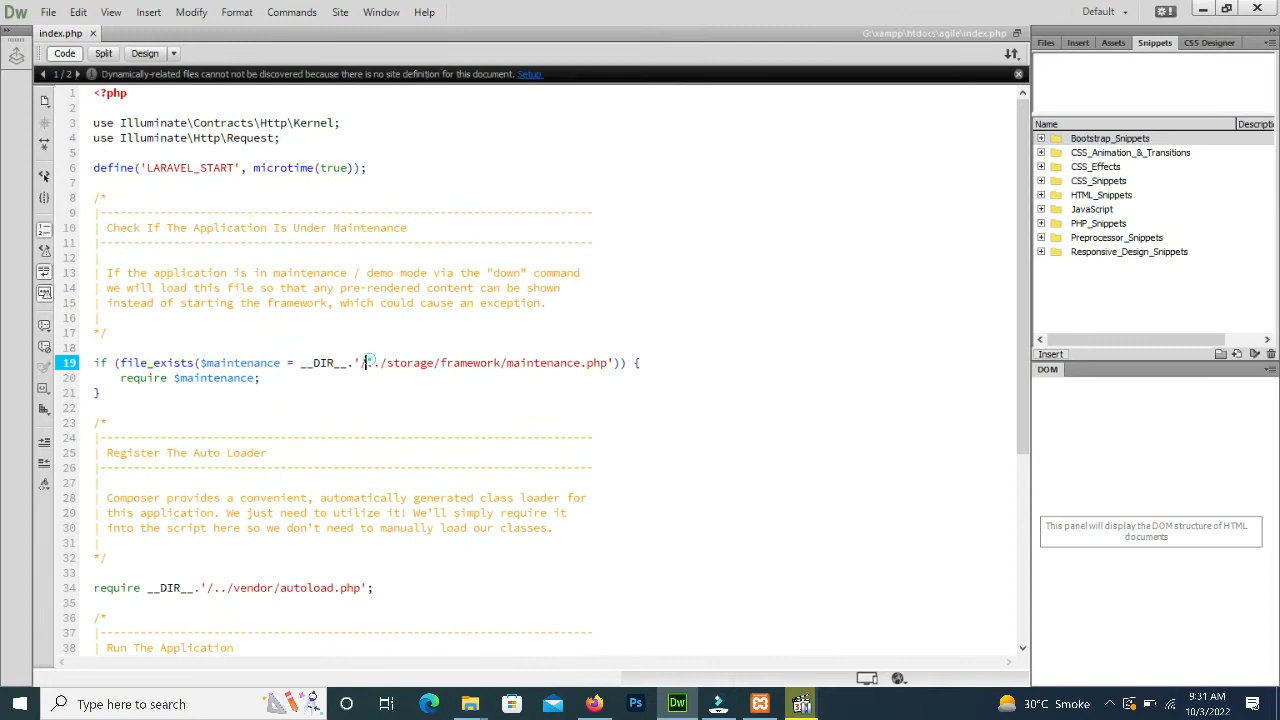 Dw File Edit View Insert Modify Format Commands Site Window Help Default
index.php
G:\xampp\htdocs\agile\index.php
Code Split Design
1 / 2 Dynamically-related files cannot be discovered because there is no site definition for this document. Setup
1 <?php
2
3 use Illuminate\Contracts\Http\Kernel;
4 use Illuminate\Http\Request;
5
6 define('LARAVEL_START', microtime(true));
7
8 /*
9 |--------------------------------------------------------------------------
10 | Check If The Application Is Under Maintenance
11 |--------------------------------------------------------------------------
12 |
13 | If the application is in maintenance / demo mode via the "down" command
14 | we will load this file so that any pre-rendered content can be shown
15 | instead of starting the framework, which could cause an exception.
16 |
17 */
18
19 if (file_exists($maintenance = __DIR__.'/../storage/framework/maintenance.php')) {
20 require $maintenance;
21 }
22
23 /*
24 |--------------------------------------------------------------------------
25 | Register The Auto Loader
26 |--------------------------------------------------------------------------
27 |
28 | Composer provides a convenient, automatically generated class loader for
29 | this application. We just need to utilize it! We'll simply require it
30 | into the script here so we don't need to manually load our classes.
31 |
32 */
33
34 require __DIR__.'/../vendor/autoload.php';
35
36 /*
37 |--------------------------------------------------------------------------
38 | Run The Application
Files Insert Assets Snippets CSS Designer
Name Descripti
Bootstrap_Snippets
CSS_Animation_&_Transitions
CSS_Effects
CSS_Snippets
HTML_Snippets
JavaScript
PHP_Snippets
Preprocessor_Snippets
Responsive_Design_Snippets
Insert
DOM
This panel will display the DOM structure of HTML
documents
Type here to search
Ps
Dw
30°C Smoke
9:31 AM
10/3/2022